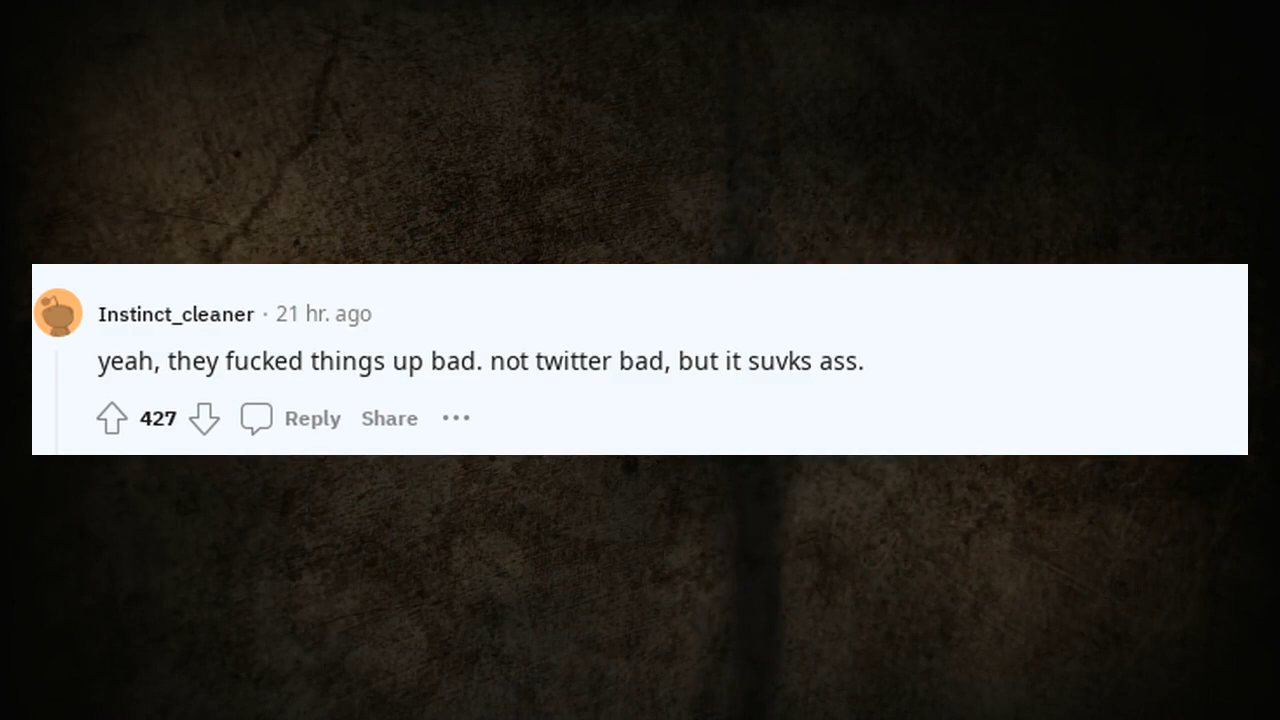 Instinct_cleaner · 21 hr. ago
yeah, they fucked things up bad. not twitter bad, but it suvks ass.
427 Reply Share ...